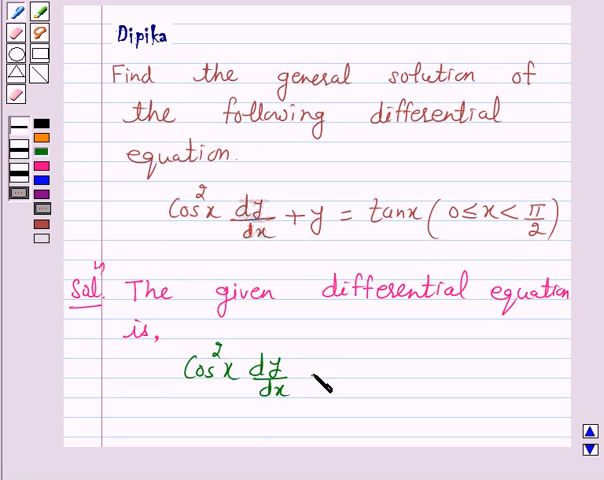 Dipika
Find the general solution of
the following differential
equation.
Cos²x dy/dx + y = tanx ( 0 ≤ x < π/2 )
Solⁿ. The given differential equation
is,
Cos²x dy/dx